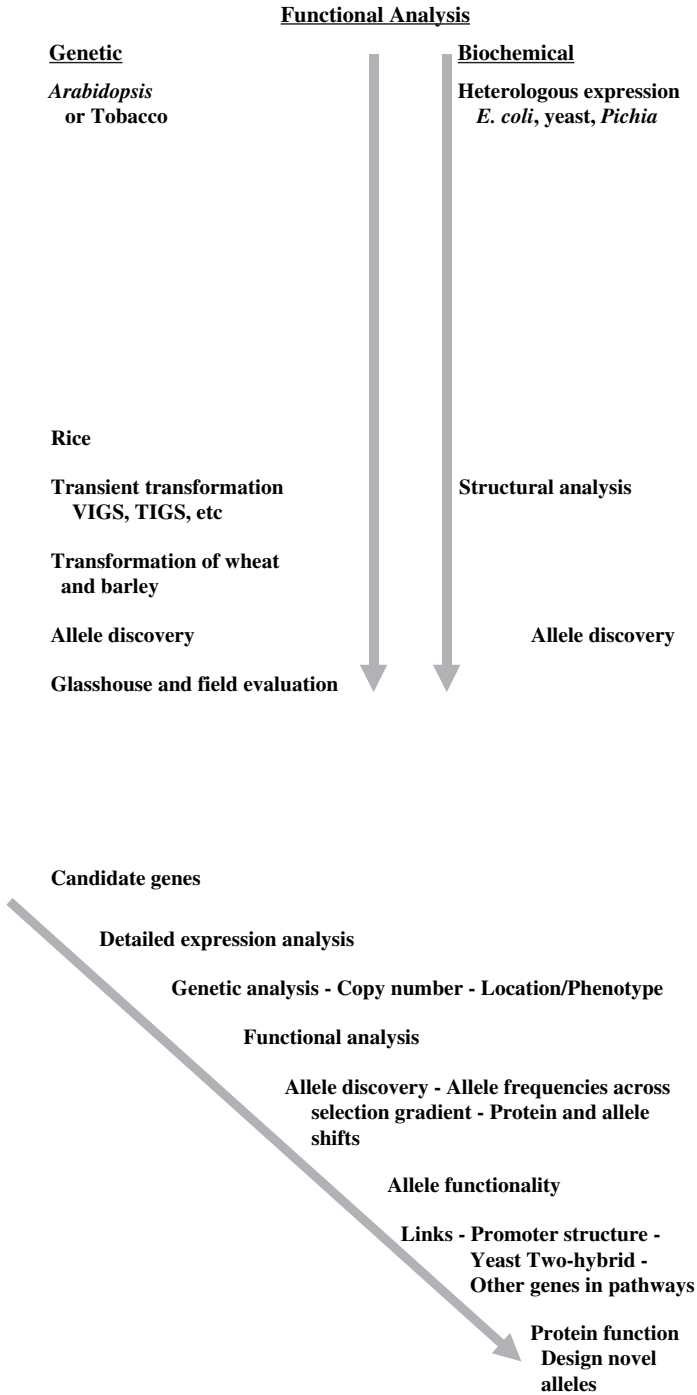 Functional Analysis
Genetic
Biochemical
Arabidopsis
or Tobacco
Heterologous expression
E. coli, yeast, Pichia
Rice
Transient transformation
VIGS, TIGS, etc
Structural analysis
Transformation of wheat
and barley
Allele discovery
Allele discovery
Glasshouse and field evaluation
Candidate genes
Detailed expression analysis
Genetic analysis - Copy number - Location/Phenotype
Functional analysis
Allele discovery - Allele frequencies across
selection gradient - Protein and allele
shifts
Allele functionality
Links - Promoter structure -
Yeast Two-hybrid -
Other genes in pathways
Protein function
Design novel
alleles